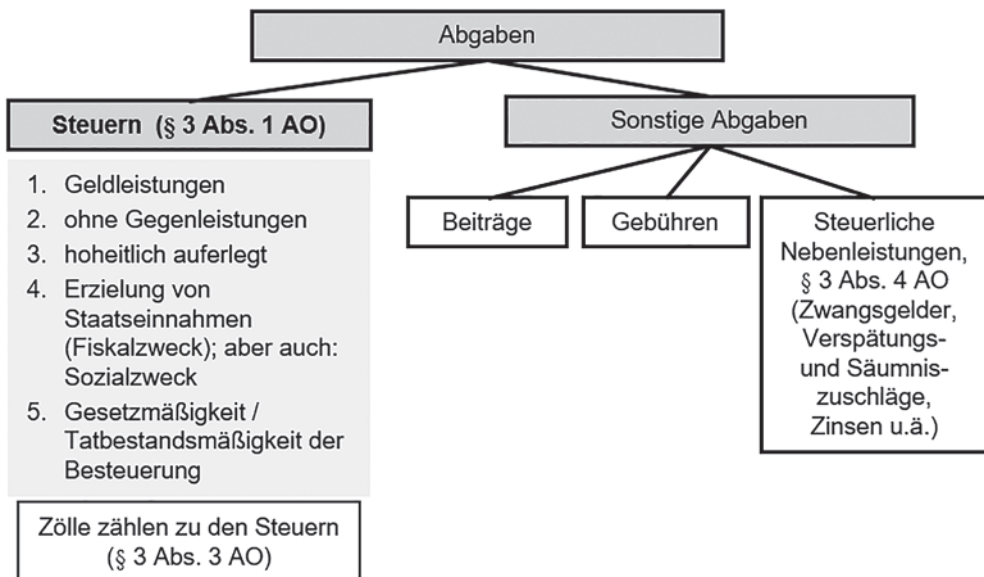 Abgaben
Steuern (§ 3 Abs. 1 AO)
Sonstige Abgaben
1. Geldleistungen
2. ohne Gegenleistungen
3. hoheitlich auferlegt
4. Erzielung von
Staatseinnahmen
(Fiskalzweck); aber auch:
Sozialzweck
5. Gesetzmäßigkeit /
Tatbestandsmäßigkeit der
Besteuerung
Zölle zählen zu den Steuern
(§ 3 Abs. 3 AO)
Beiträge
Gebühren
Steuerliche
Nebenleistungen,
§ 3 Abs. 4 AO
(Zwangsgelder,
Verspätungs-
und Säumnis-
zuschläge,
Zinsen u.ä.)